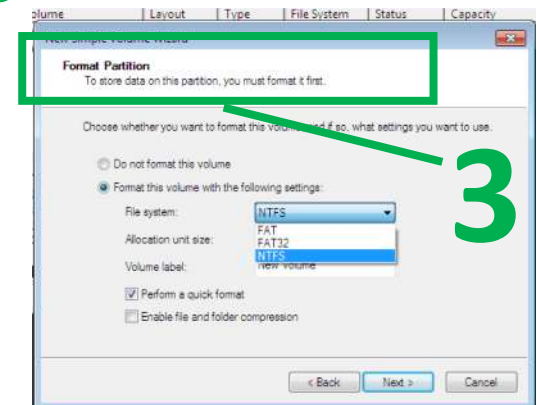 olume Layout Type File System Status Capacity
New Simple Volume Wizard
Format Partition
To store data on this partition, you must format it first.
3
Choose whether you want to format this volume, and if so, what settings you want to use.
Do not format this volume
Format this volume with the following settings:
File system: NTFS
FAT
Allocation unit size: FAT32
NTFS
Volume label: New Volume
Perform a quick format
Enable file and folder compression
< Back Next > Cancel